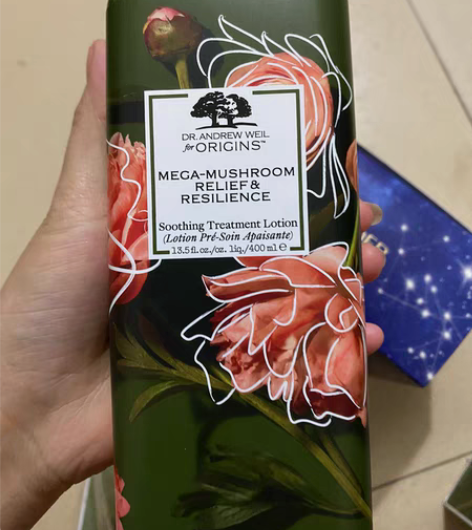 DR. ANDREW WEIL
for ORIGINS™
MEGA-MUSHROOM
RELIEF &
RESILIENCE
Soothing Treatment Lotion
(Lotion Pré-Soin Apaisante)
13.5 fl.oz./oz. liq./400 ml ℮